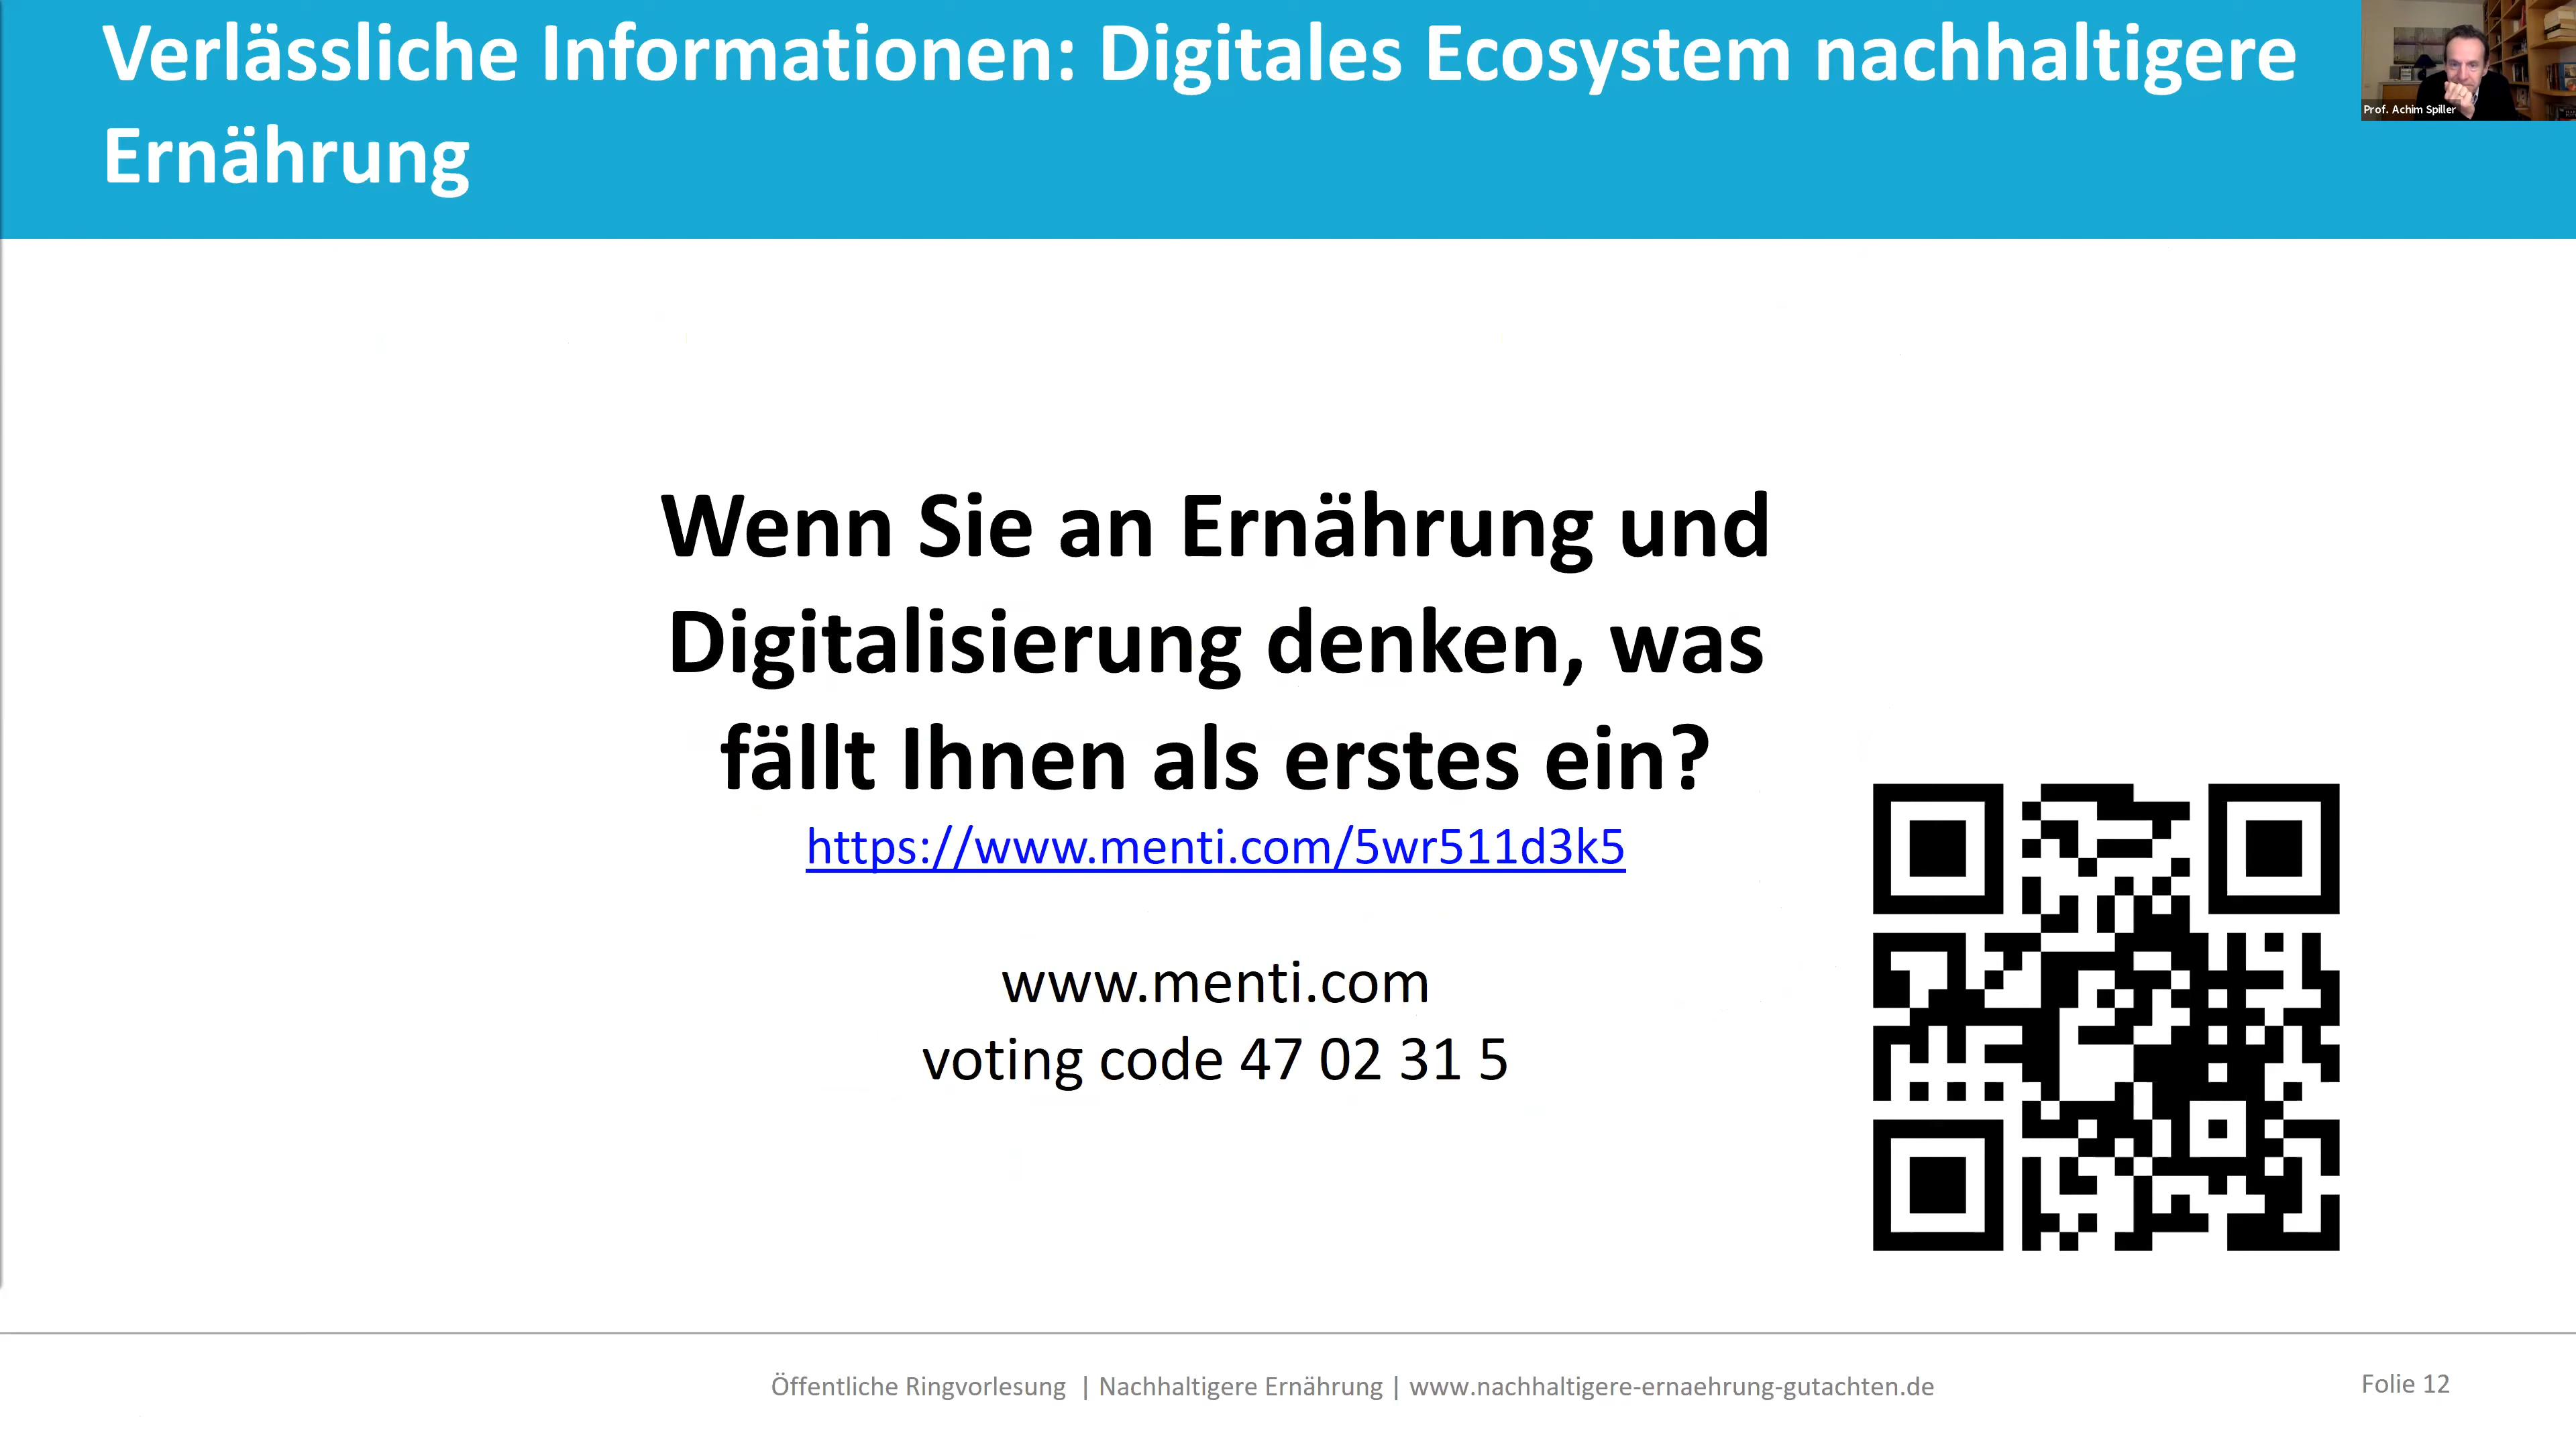 Verlässliche Informationen: Digitales Ecosystem nachhaltigere
Ernährung
Prof. Achim Spiller
Wenn Sie an Ernährung und
Digitalisierung denken, was
fällt Ihnen als erstes ein?
https://www.menti.com/5wr511d3k5
www.menti.com
voting code 47 02 31 5
Öffentliche Ringvorlesung | Nachhaltigere Ernährung | www.nachhaltigere-ernaehrung-gutachten.de
Folie 12